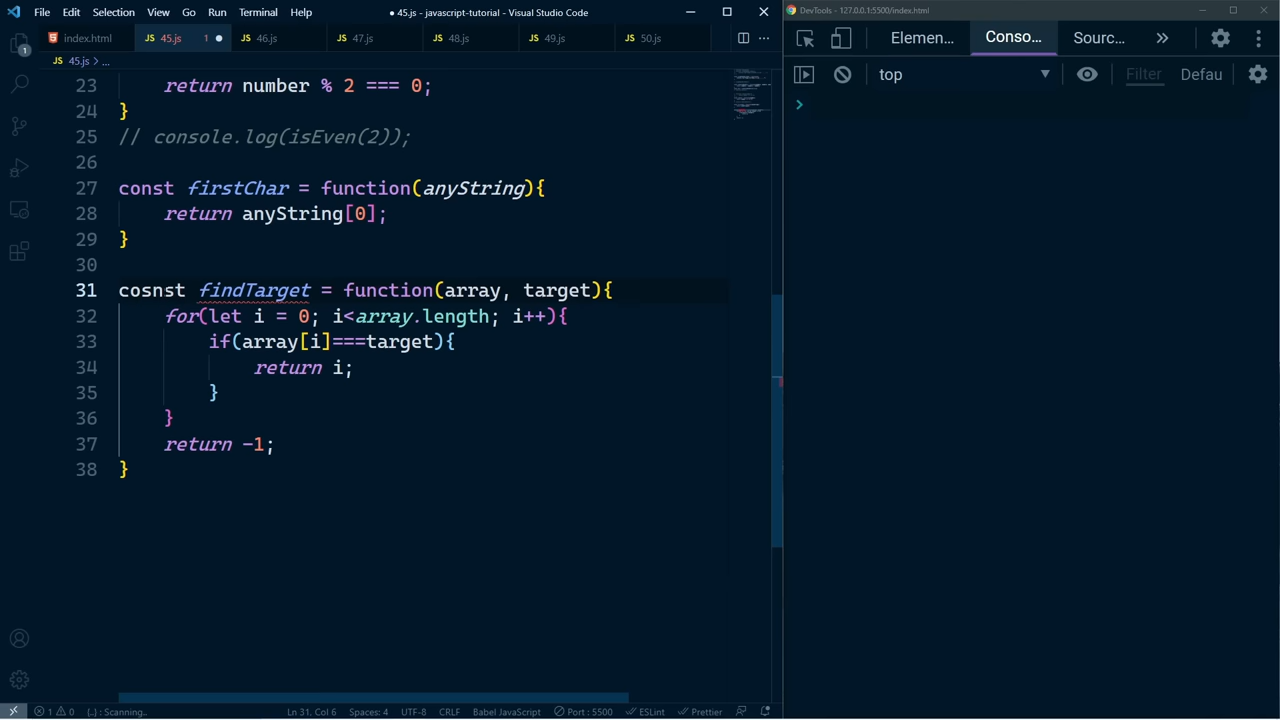 File Edit Selection View Go Run Terminal Help
● 45.js - javascript-tutorial - Visual Studio Code
DevTools - 127.0.0.1:5500/index.html
index.html
JS 45.js 1 ●
JS 46.js
JS 47.js
JS 48.js
JS 49.js
JS 50.js
Elemen... Conso... Sourc...
JS 45.js > ...
top
Filter
Defau
1
23 return number % 2 === 0;
24 }
25 // console.log(isEven(2));
26
27 const firstChar = function(anyString){
28 return anyString[0];
29 }
30
31 cosnst findTarget = function(array, target){
32 for(let i = 0; i<array.length; i++){
33 if(array[i]===target){
34 return i;
35 }
36 }
37 return -1;
38 }
1 0 {..} : Scanning.. Ln 31, Col 6 Spaces: 4 UTF-8 CRLF Babel JavaScript Port : 5500 ESLint Prettier